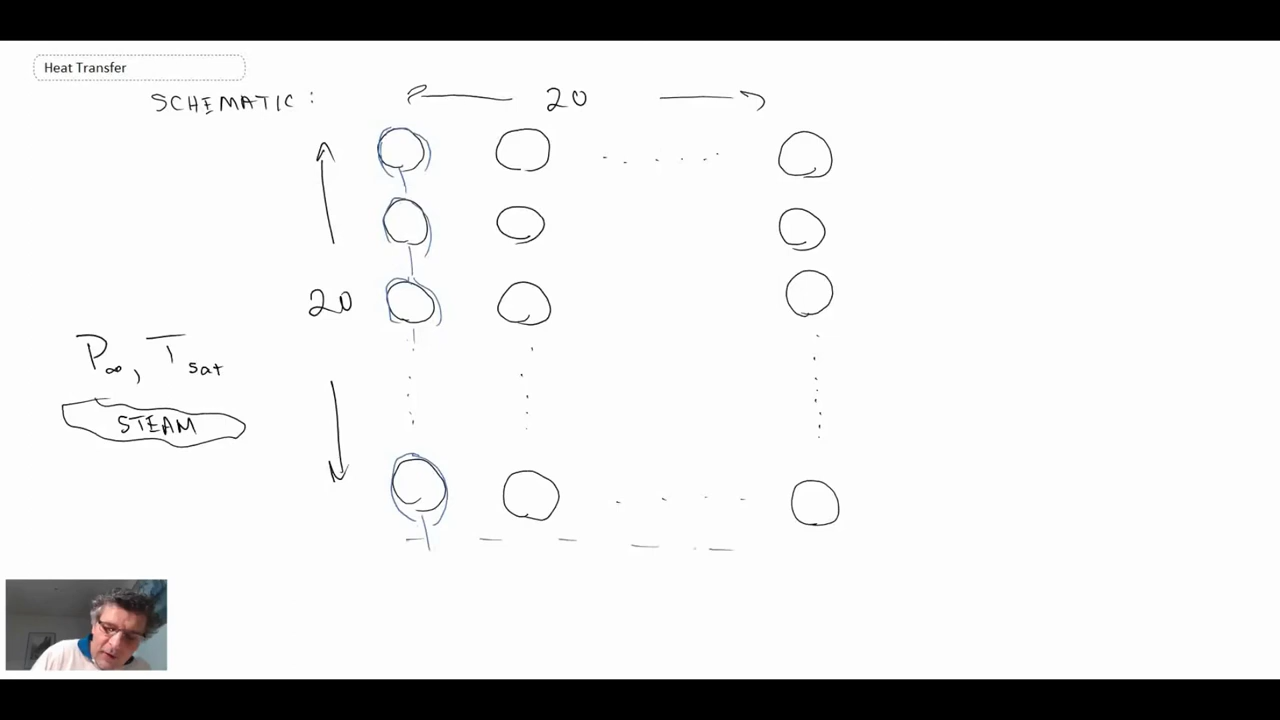 Heat Transfer
SCHEMATIC :
20
20
P∞, Tsat
STEAM